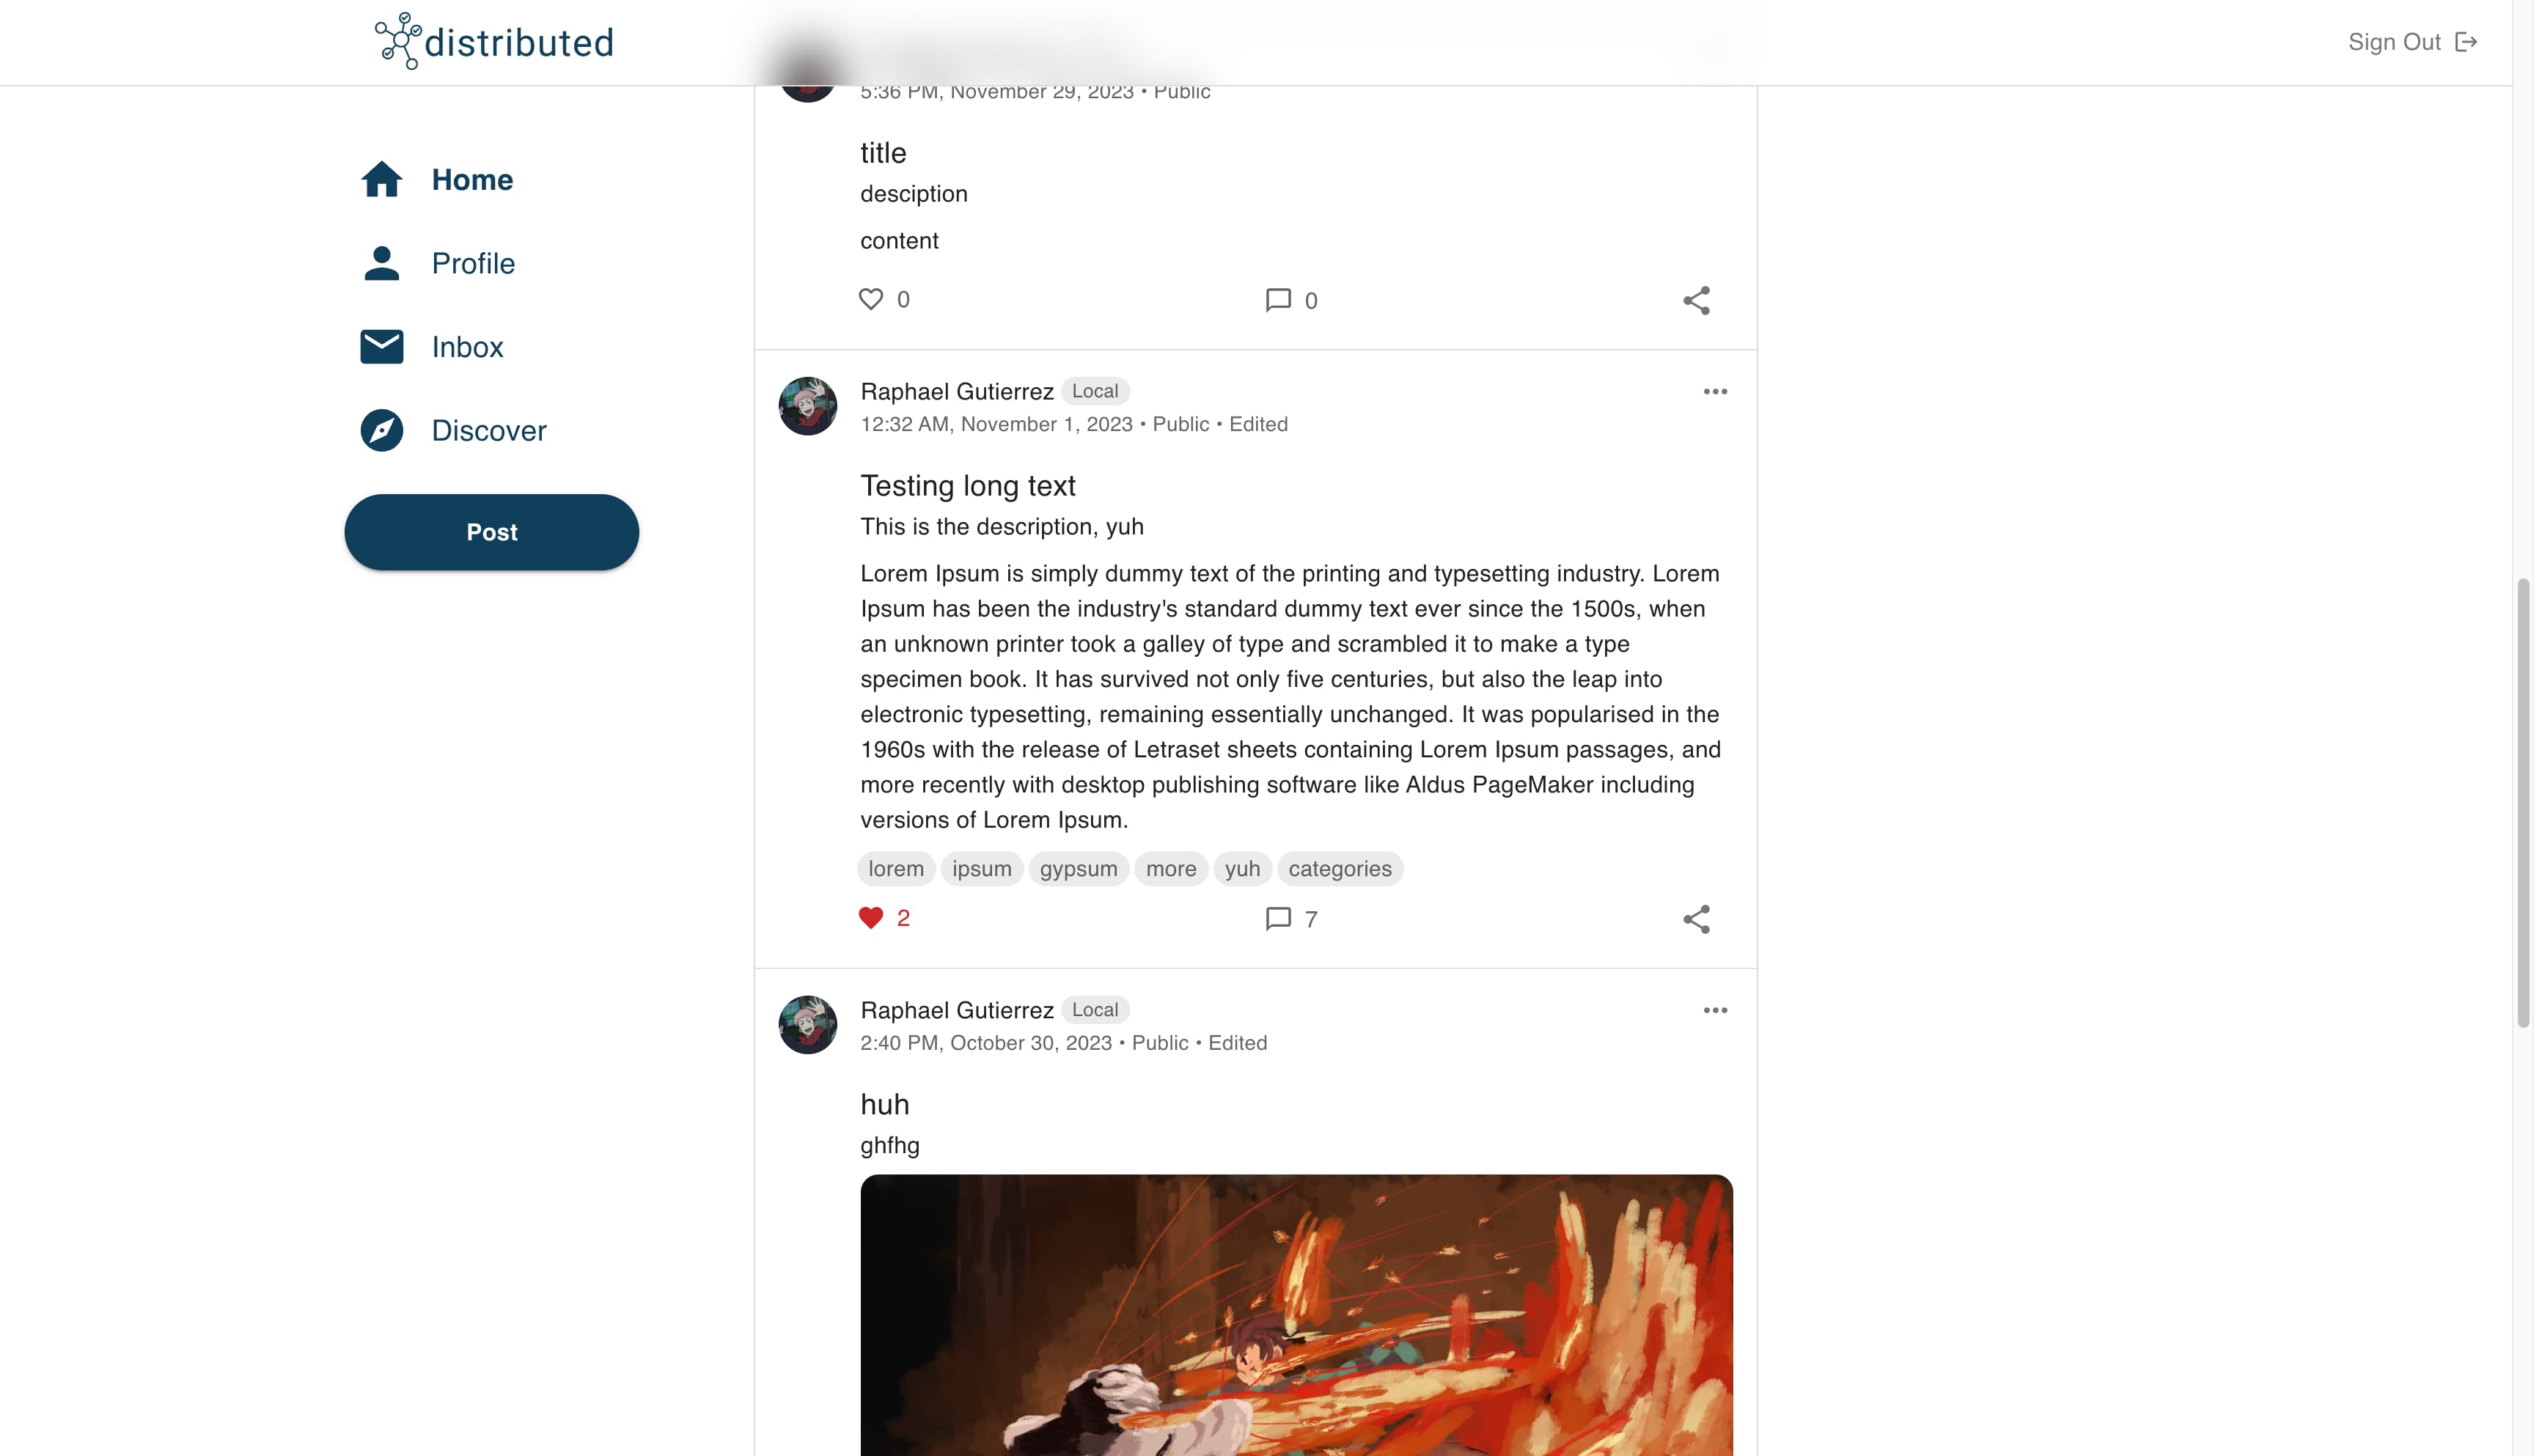 distributed
Sign Out
Home
Profile
Inbox
Discover
Post
5:36 PM, November 29, 2023 • Public
title
desciption
content
0
0
Raphael Gutierrez Local
12:32 AM, November 1, 2023 • Public • Edited
Testing long text
This is the description, yuh
Lorem Ipsum is simply dummy text of the printing and typesetting industry. Lorem
Ipsum has been the industry's standard dummy text ever since the 1500s, when
an unknown printer took a galley of type and scrambled it to make a type
specimen book. It has survived not only five centuries, but also the leap into
electronic typesetting, remaining essentially unchanged. It was popularised in the
1960s with the release of Letraset sheets containing Lorem Ipsum passages, and
more recently with desktop publishing software like Aldus PageMaker including
versions of Lorem Ipsum.
lorem ipsum gypsum more yuh categories
2
7
Raphael Gutierrez Local
2:40 PM, October 30, 2023 • Public • Edited
huh
ghfhg